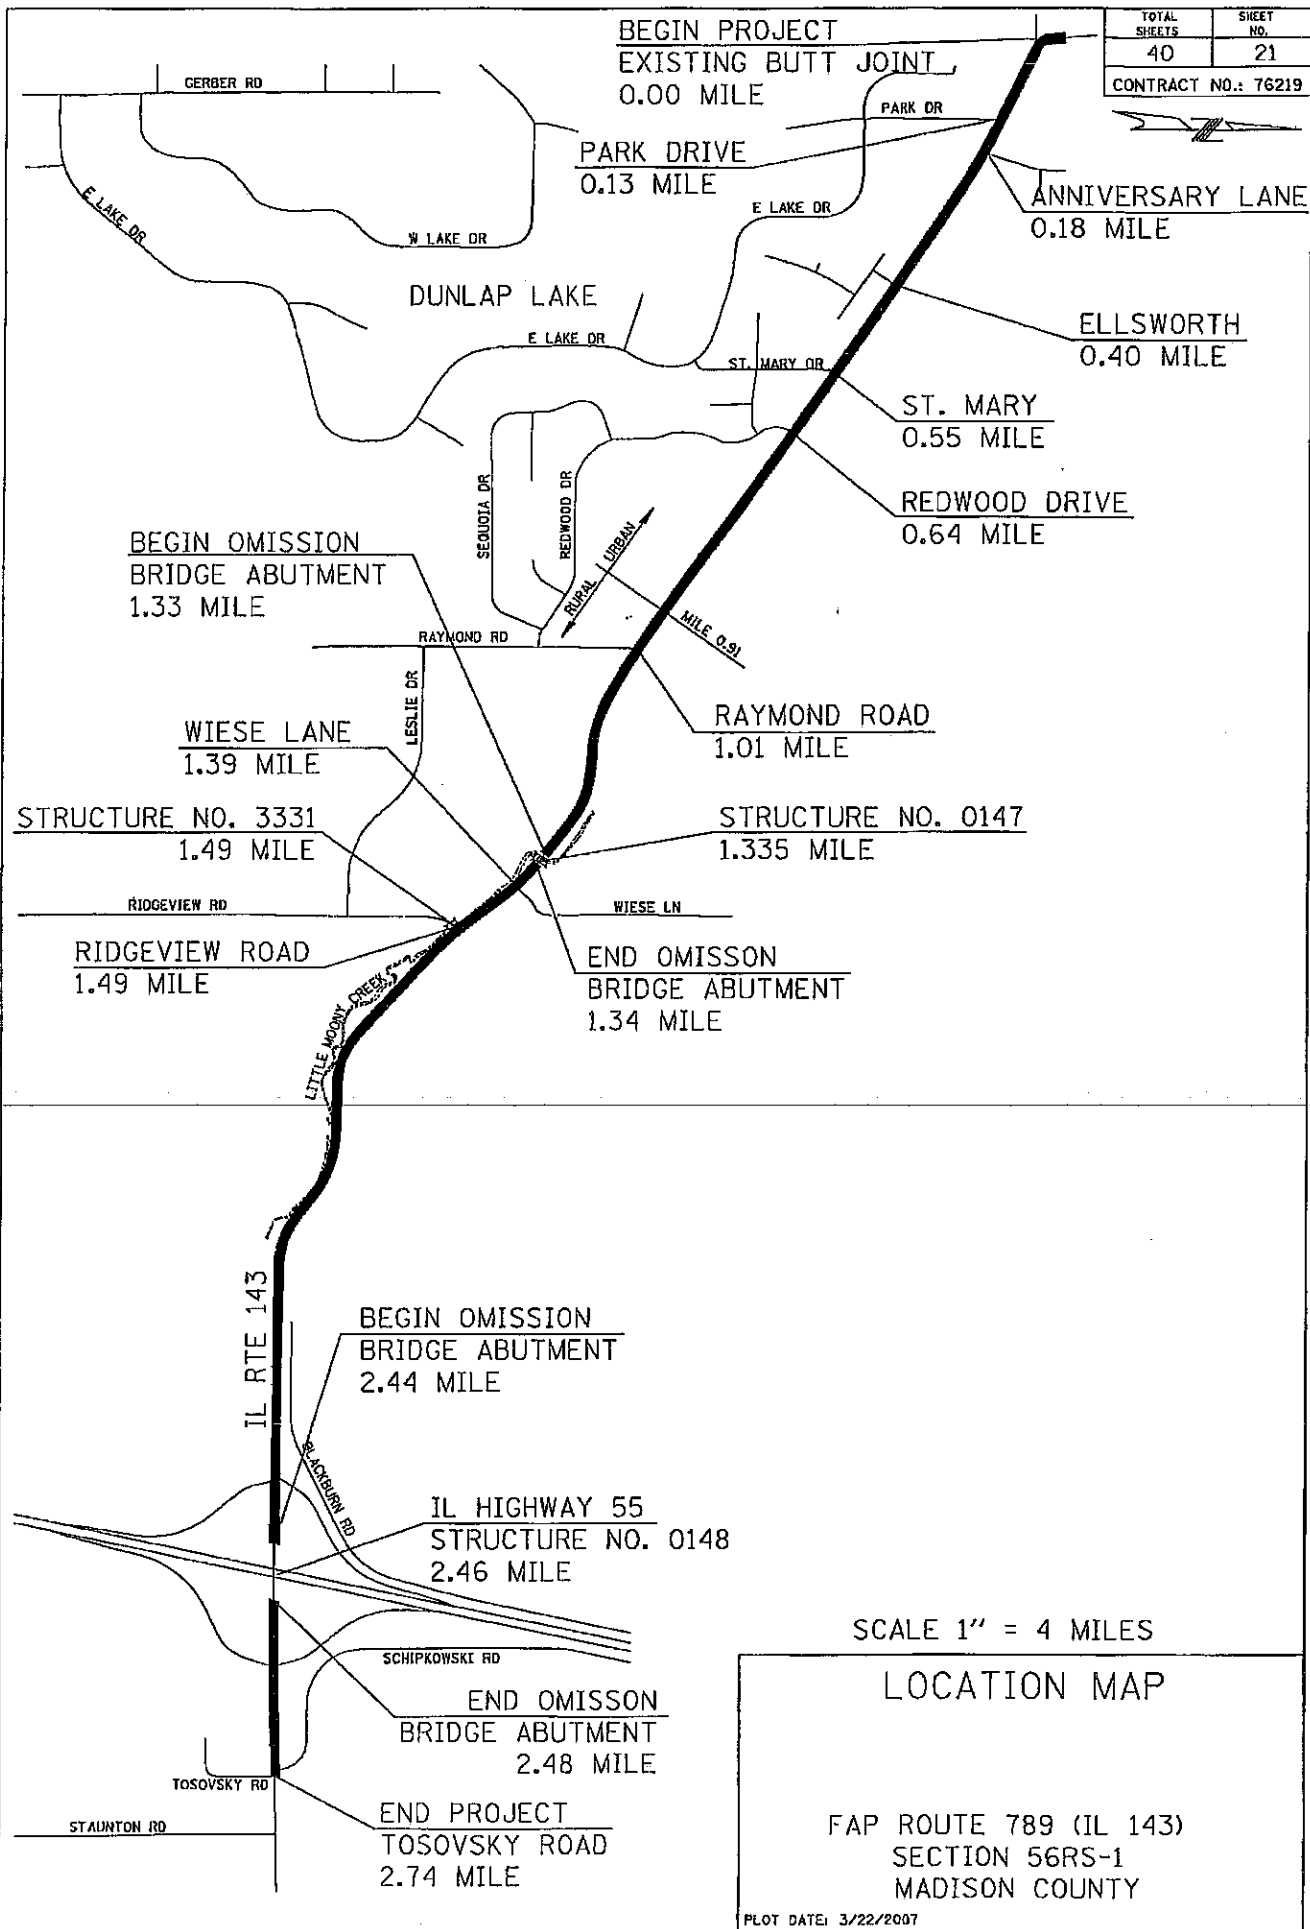 BEGIN PROJECT
EXISTING BUTT JOINT
0.00 MILE
TOTAL SHEETS
SHEET NO.
40
21
CONTRACT NO.: 76219
GERBER RD
PARK DR
PARK DRIVE
0.13 MILE
ANNIVERSARY LANE
0.18 MILE
E LAKE DR
W LAKE DR
E LAKE DR
DUNLAP LAKE
ELLSWORTH
0.40 MILE
E LAKE DR
ST. MARY DR
ST. MARY
0.55 MILE
REDWOOD DRIVE
0.64 MILE
SEQUOIA DR
REDWOOD DR
RURAL
URBAN
MILE 0.91
BEGIN OMISSION
BRIDGE ABUTMENT
1.33 MILE
RAYMOND RD
LESLIE DR
RAYMOND ROAD
1.01 MILE
WIESE LANE
1.39 MILE
STRUCTURE NO. 3331
1.49 MILE
STRUCTURE NO. 0147
1.335 MILE
RIDGEVIEW RD
WIESE LN
RIDGEVIEW ROAD
1.49 MILE
END OMISSON
BRIDGE ABUTMENT
1.34 MILE
LITTLE MOONY CREEK
IL RTE 143
BEGIN OMISSION
BRIDGE ABUTMENT
2.44 MILE
BLACKBURN RD
IL HIGHWAY 55
STRUCTURE NO. 0148
2.46 MILE
SCHIPKOWSKI RD
END OMISSON
BRIDGE ABUTMENT
2.48 MILE
TOSOVSKY RD
STAUNTON RD
END PROJECT
TOSOVSKY ROAD
2.74 MILE
SCALE 1" = 4 MILES
LOCATION MAP
FAP ROUTE 789 (IL 143)
SECTION 56RS-1
MADISON COUNTY
PLOT DATE: 3/22/2007